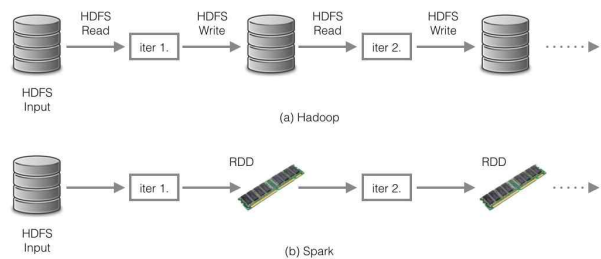 HDFS
Read
HDFS
Write
HDFS
Read
HDFS
Write
iter 1.
iter 2.
HDFS
Input
(a) Hadoop
RDD
RDD
iter 1.
iter 2.
HDFS
Input
(b) Spark